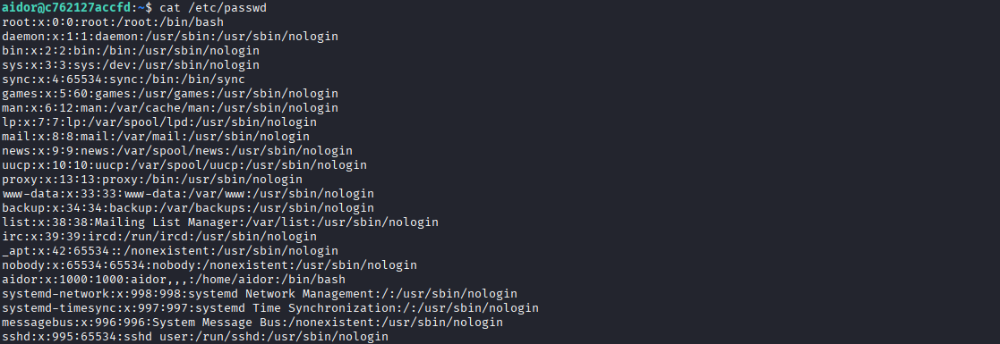 aidor@c762127accfd:~$ cat /etc/passwd
root:x:0:0:root:/root:/bin/bash
daemon:x:1:1:daemon:/usr/sbin:/usr/sbin/nologin
bin:x:2:2:bin:/bin:/usr/sbin/nologin
sys:x:3:3:sys:/dev:/usr/sbin/nologin
sync:x:4:65534:sync:/bin:/bin/sync
games:x:5:60:games:/usr/games:/usr/sbin/nologin
man:x:6:12:man:/var/cache/man:/usr/sbin/nologin
lp:x:7:7:lp:/var/spool/lpd:/usr/sbin/nologin
mail:x:8:8:mail:/var/mail:/usr/sbin/nologin
news:x:9:9:news:/var/spool/news:/usr/sbin/nologin
uucp:x:10:10:uucp:/var/spool/uucp:/usr/sbin/nologin
proxy:x:13:13:proxy:/bin:/usr/sbin/nologin
www-data:x:33:33:www-data:/var/www:/usr/sbin/nologin
backup:x:34:34:backup:/var/backups:/usr/sbin/nologin
list:x:38:38:Mailing List Manager:/var/list:/usr/sbin/nologin
irc:x:39:39:ircd:/run/ircd:/usr/sbin/nologin
_apt:x:42:65534::/nonexistent:/usr/sbin/nologin
nobody:x:65534:65534:nobody:/nonexistent:/usr/sbin/nologin
aidor:x:1000:1000:aidor,,,:/home/aidor:/bin/bash
systemd-network:x:998:998:systemd Network Management:/:/usr/sbin/nologin
systemd-timesync:x:997:997:systemd Time Synchronization:/:/usr/sbin/nologin
messagebus:x:996:996:System Message Bus:/nonexistent:/usr/sbin/nologin
sshd:x:995:65534:sshd user:/run/sshd:/usr/sbin/nologin